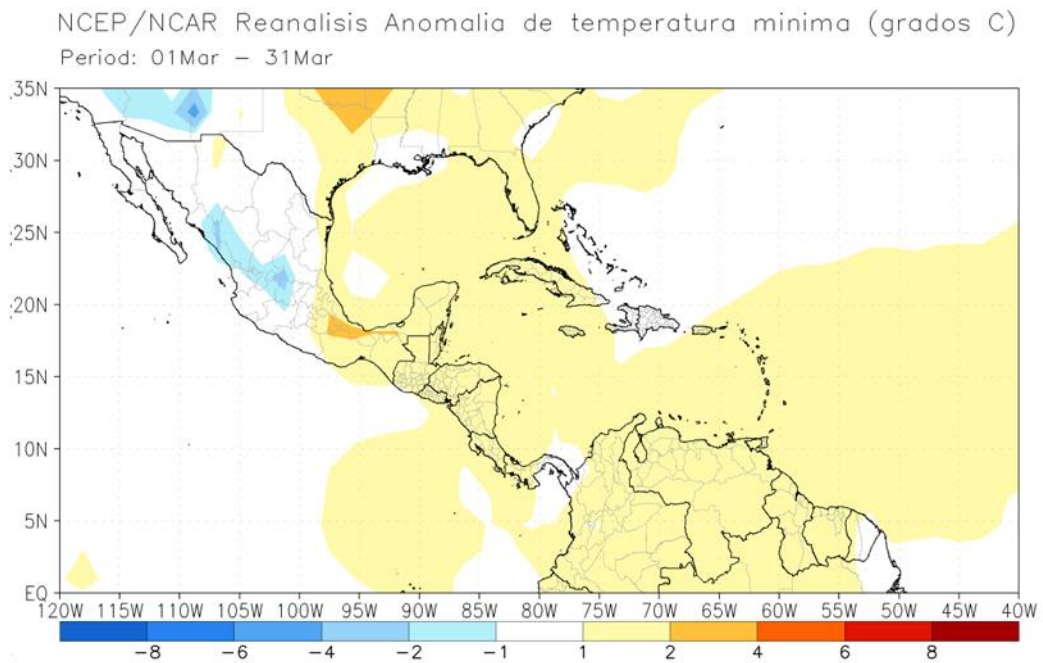 NCEP/NCAR Reanalisis Anomalia de temperatura minima (grados C)
Period: 01Mar – 31Mar
35N
30N
25N
20N
15N
10N
5N
EQ
120W 115W 110W 105W 100W 95W 90W 85W 80W 75W 70W 65W 60W 55W 50W 45W 40W
−8 −6 −4 −2 −1 1 2 4 6 8